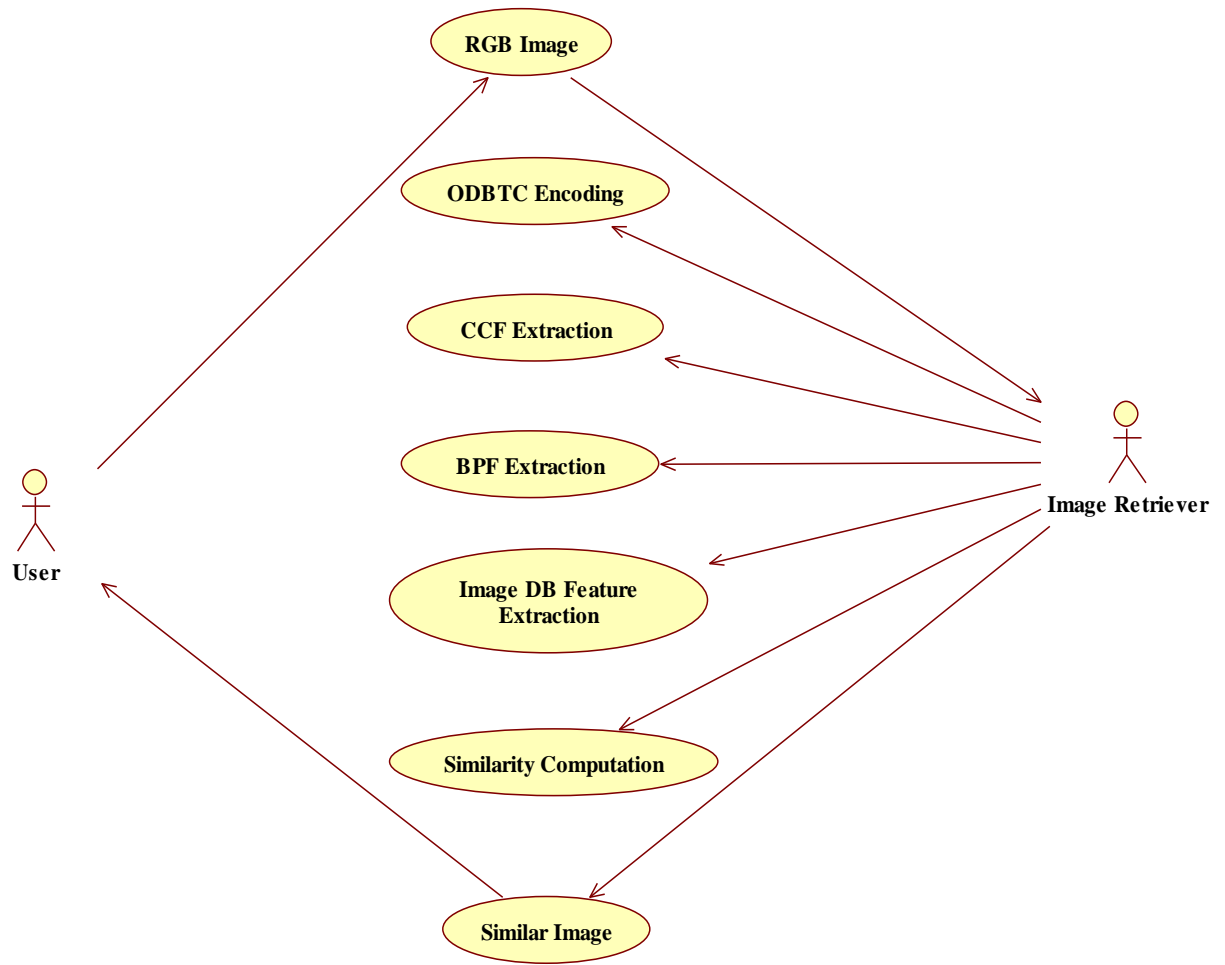 RGB Image
ODBTC Encoding
CCF Extraction
BPF Extraction
Image Retriever
User
Image DB Feature
Extraction
Similarity Computation
Similar Image